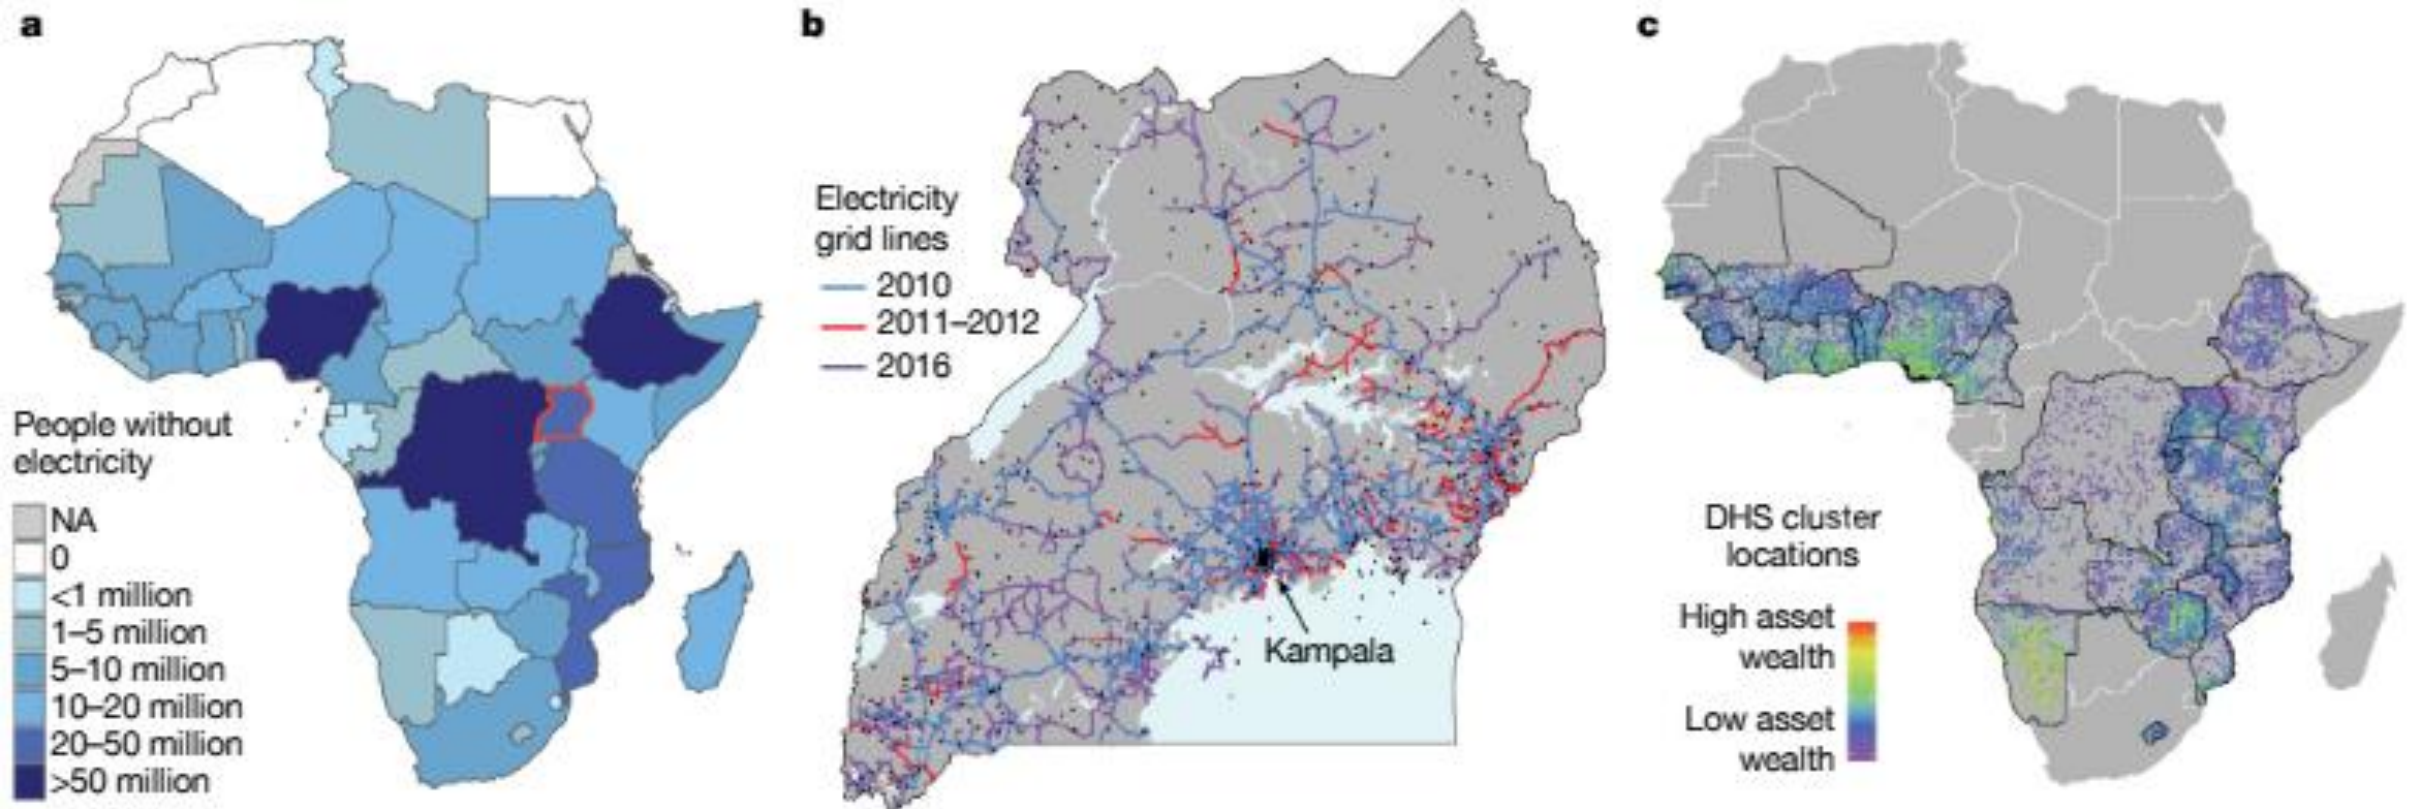 a
People without
electricity
NA
0
<1 million
1–5 million
5–10 million
10–20 million
20–50 million
>50 million
b
Electricity
grid lines
2010
2011–2012
2016
Kampala
c
DHS cluster
locations
High asset
wealth
Low asset
wealth